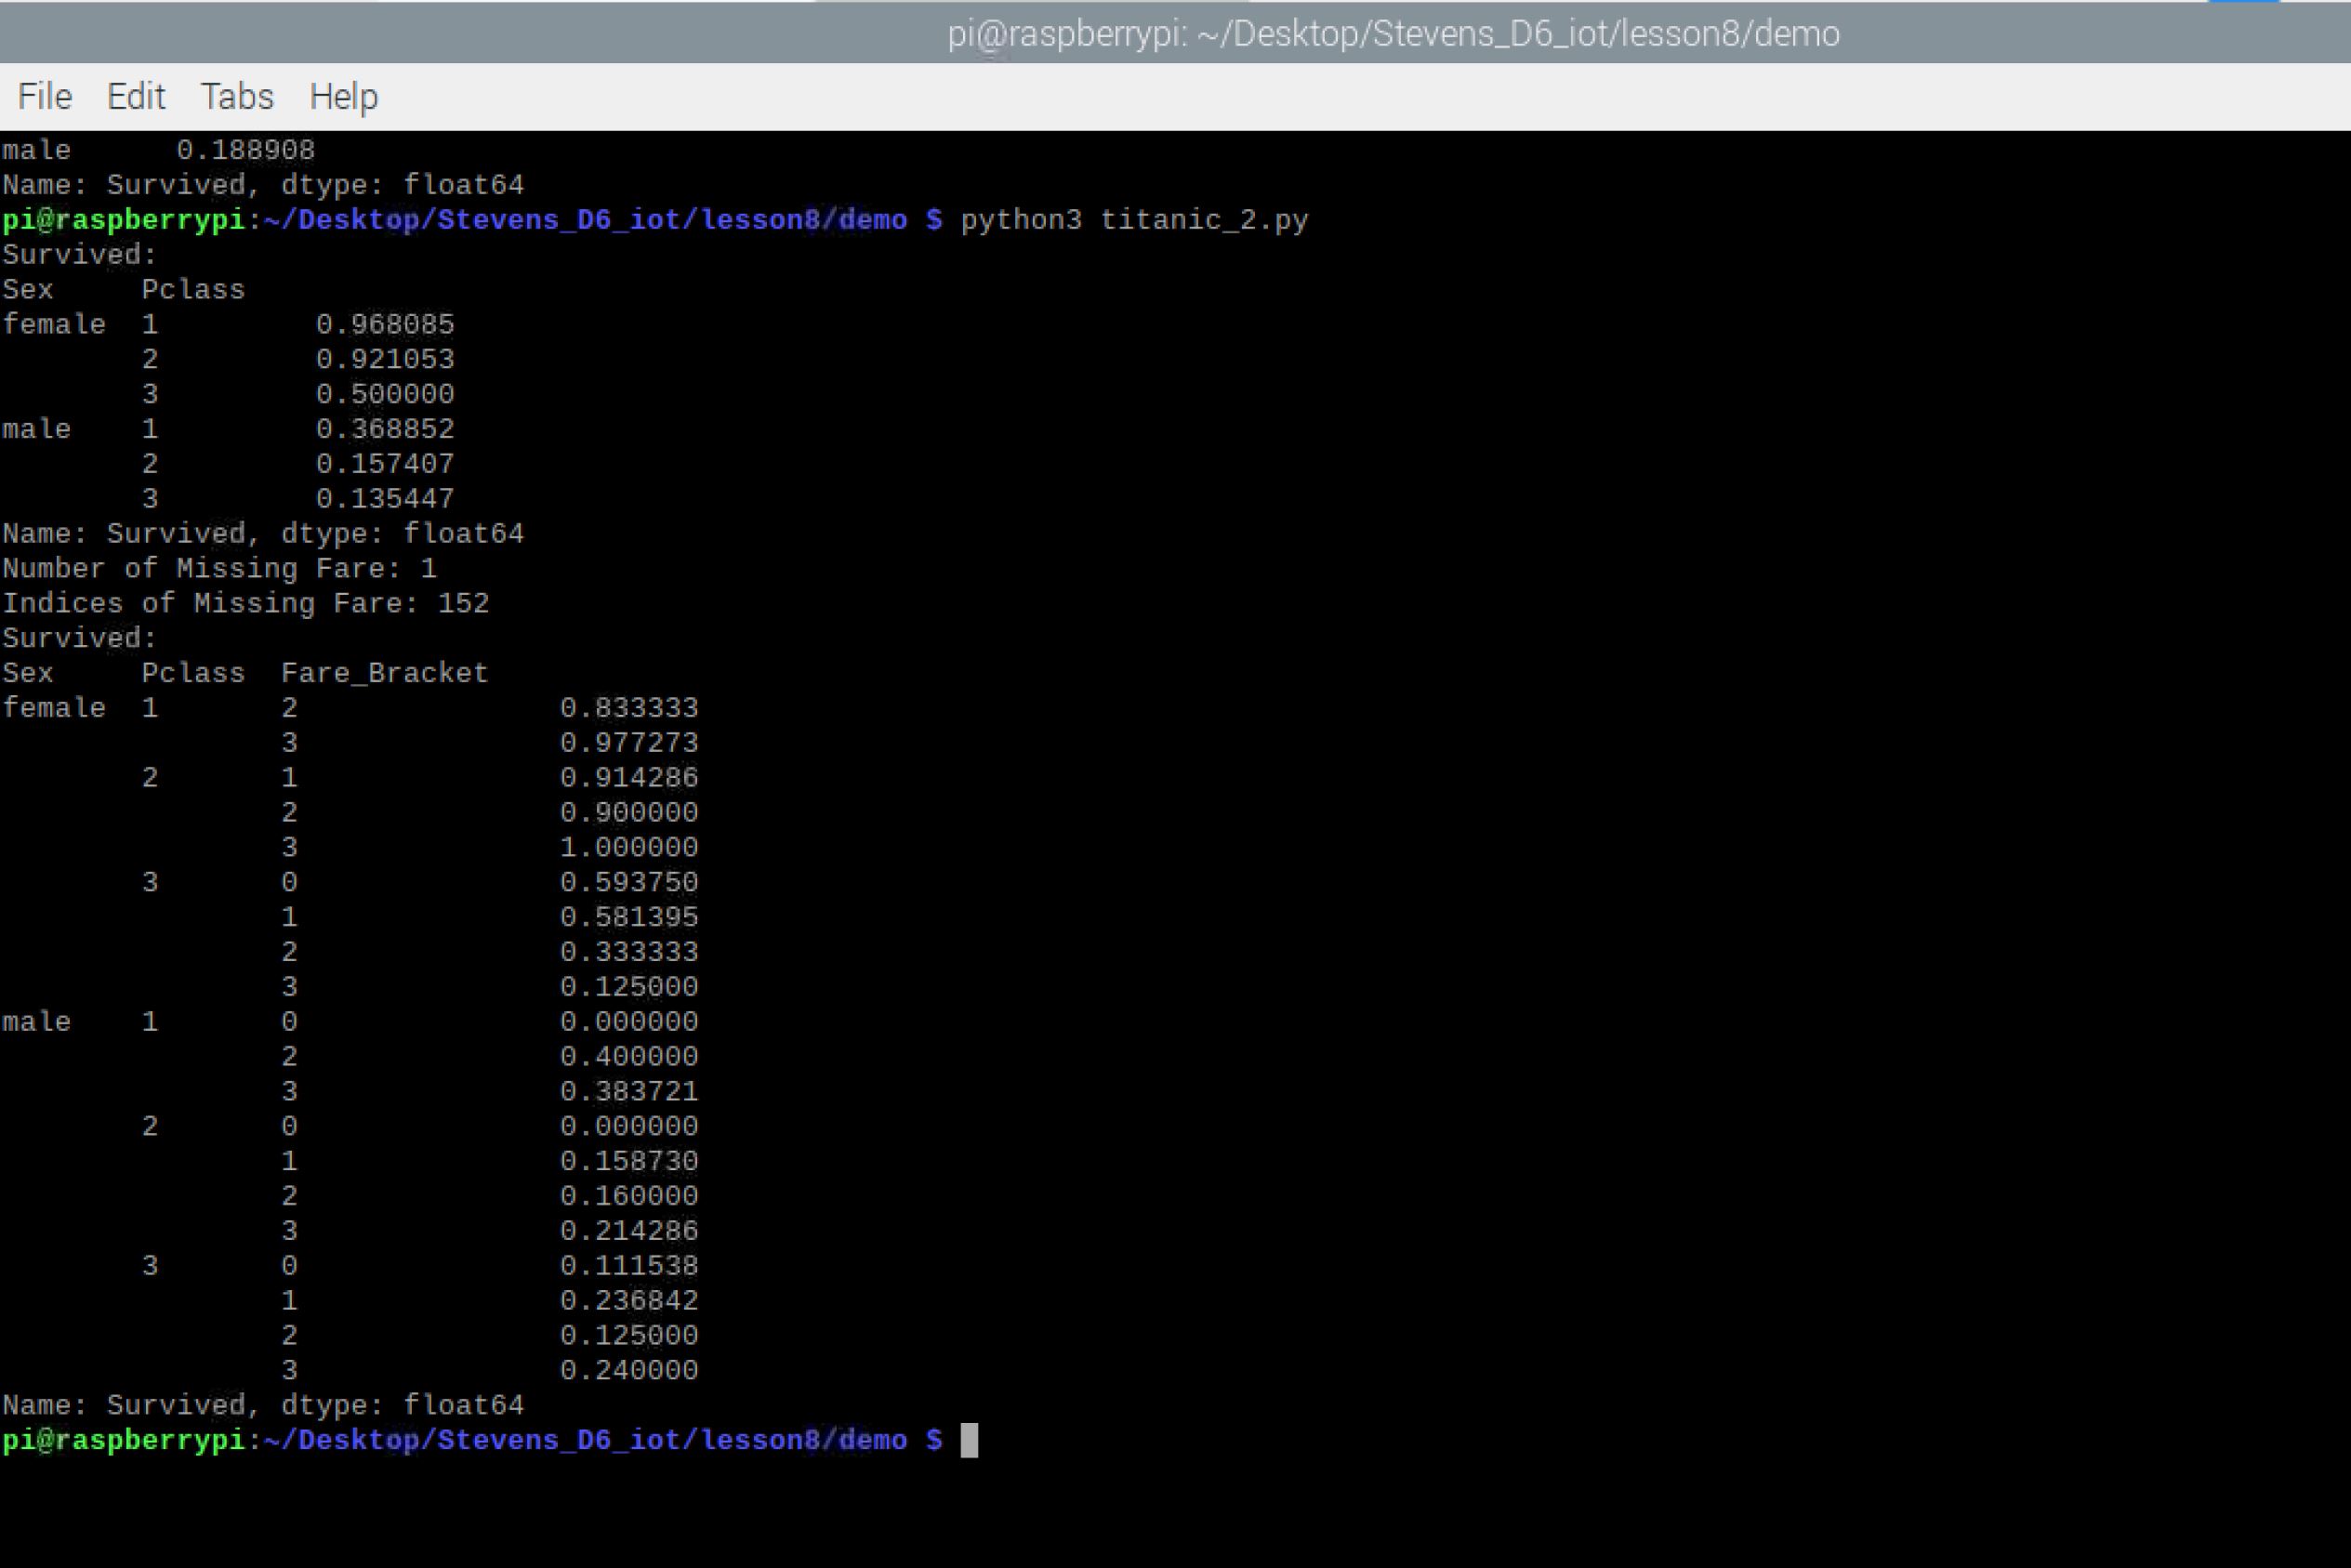 pi@raspberrypi: ~/Desktop/Stevens_D6_iot/lesson8/demo
File Edit Tabs Help
male      0.188908
Name: Survived, dtype: float64
pi@raspberrypi:~/Desktop/Stevens_D6_iot/lesson8/demo $ python3 titanic_2.py
Survived:
Sex     Pclass
female  1         0.968085
        2         0.921053
        3         0.500000
male    1         0.368852
        2         0.157407
        3         0.135447
Name: Survived, dtype: float64
Number of Missing Fare: 1
Indices of Missing Fare: 152
Survived:
Sex     Pclass  Fare_Bracket
female  1       2               0.833333
                3               0.977273
        2       1               0.914286
                2               0.900000
                3               1.000000
        3       0               0.593750
                1               0.581395
                2               0.333333
                3               0.125000
male    1       0               0.000000
                2               0.400000
                3               0.383721
        2       0               0.000000
                1               0.158730
                2               0.160000
                3               0.214286
        3       0               0.111538
                1               0.236842
                2               0.125000
                3               0.240000
Name: Survived, dtype: float64
pi@raspberrypi:~/Desktop/Stevens_D6_iot/lesson8/demo $